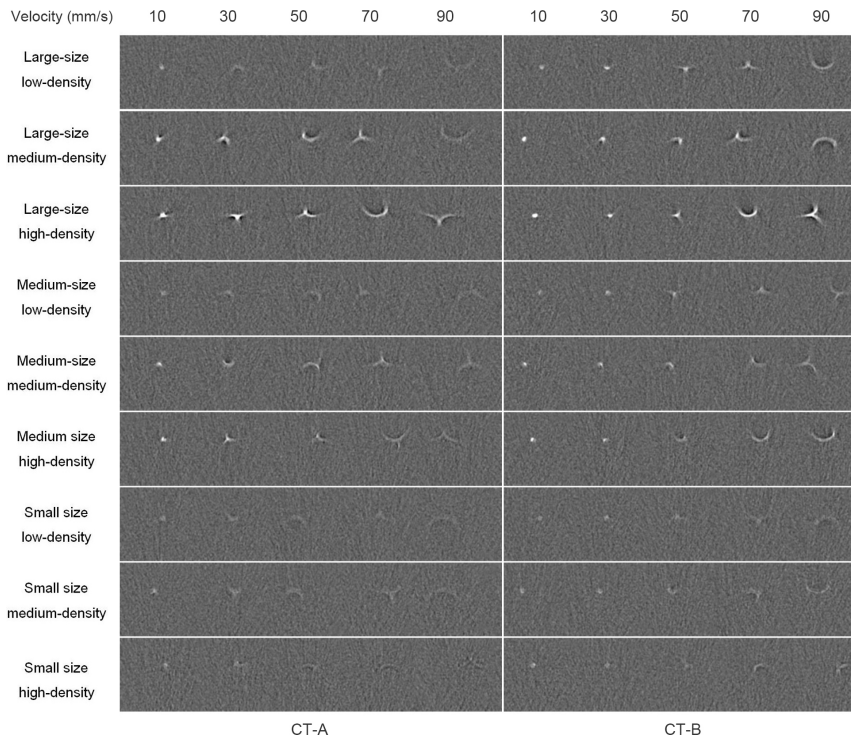 Velocity (mm/s) 10 30 50 70 90 10 30 50 70 90
Large-size
low-density
Large-size
medium-density
Large-size
high-density
Medium-size
low-density
Medium-size
medium-density
Medium size
high-density
Small size
low-density
Small size
medium-density
Small size
high-density
CT-A CT-B